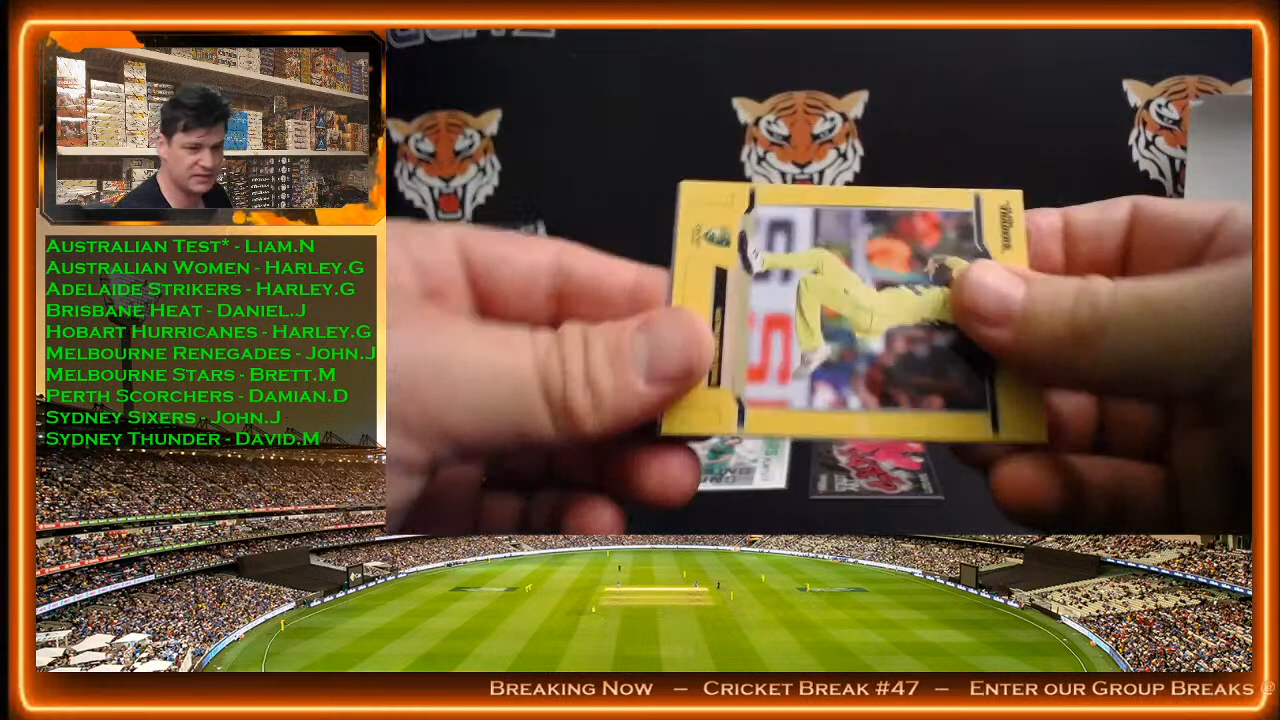 AUSTRALIAN TEST* - LIAM.N
AUSTRALIAN WOMEN - HARLEY.G
ADELAIDE STRIKERS - HARLEY.G
BRISBANE HEAT - DANIEL.J
HOBART HURRICANES - HARLEY.G
MELBOURNE RENEGADES - JOHN.J
MELBOURNE STARS - BRETT.M
PERTH SCORCHERS - DAMIAN.D
SYDNEY SIXERS - JOHN.J
SYDNEY THUNDER - DAVID.M
BREAKING NOW – CRICKET BREAK #47 – ENTER OUR GROUP BREAKS @